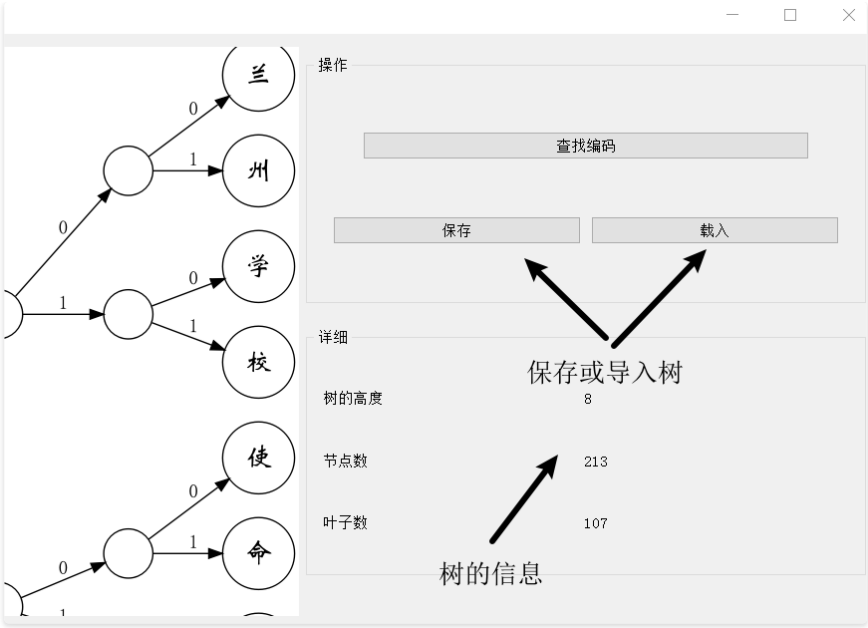 0
兰
1
州
0
0
学
1
1
校
使
0
0
1
命
1
操作
查找编码
保存
载入
保存或导入树
详细
树的高度
8
节点数
213
叶子数
107
树的信息